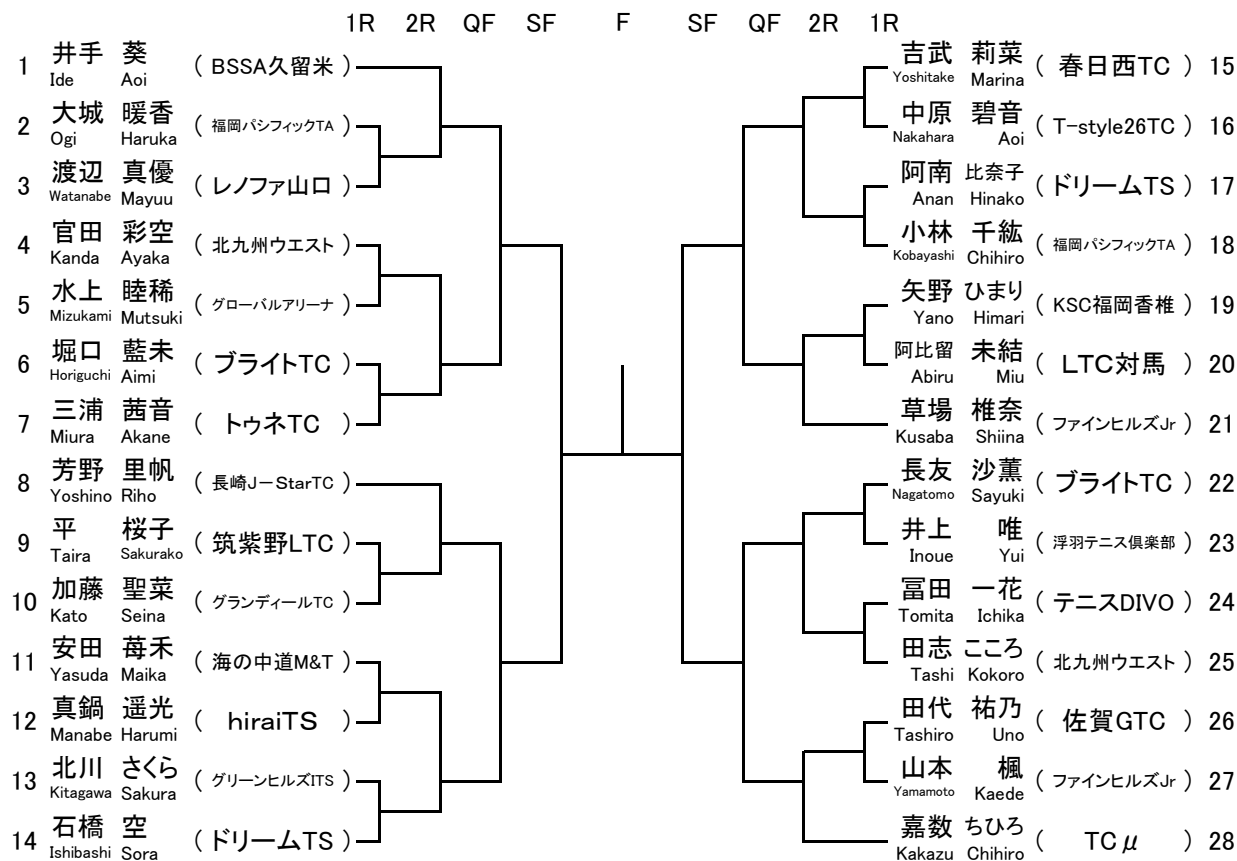 1R 2R QF SF F SF QF 2R 1R
1 井手 葵 ( BSSA久留米 )
Ide Aoi
2 大城 暖香 ( 福岡パシフィックTA )
Ogi Haruka
3 渡辺 真優 ( レノファ山口 )
Watanabe Mayuu
4 官田 彩空 ( 北九州ウエスト )
Kanda Ayaka
5 水上 睦稀 ( グローバルアリーナ )
Mizukami Mutsuki
6 堀口 藍未 ( ブライトTC )
Horiguchi Aimi
7 三浦 茜音 ( トゥネTC )
Miura Akane
8 芳野 里帆 ( 長崎J-StarTC )
Yoshino Riho
9 平 桜子 ( 筑紫野LTC )
Taira Sakurako
10 加藤 聖菜 ( グランディールTC )
Kato Seina
11 安田 苺禾 ( 海の中道M&T )
Yasuda Maika
12 真鍋 遥光 ( hiraiTS )
Manabe Harumi
13 北川 さくら ( グリーンヒルズITS )
Kitagawa Sakura
14 石橋 空 ( ドリームTS )
Ishibashi Sora
吉武 莉菜 ( 春日西TC ) 15
Yoshitake Marina
中原 碧音 ( T-style26TC ) 16
Nakahara Aoi
阿南 比奈子 ( ドリームTS ) 17
Anan Hinako
小林 千紘 ( 福岡パシフィックTA ) 18
Kobayashi Chihiro
矢野 ひまり ( KSC福岡香椎 ) 19
Yano Himari
阿比留 未結 ( LTC対馬 ) 20
Abiru Miu
草場 椎奈 ( ファインヒルズJr ) 21
Kusaba Shiina
長友 沙薫 ( ブライトTC ) 22
Nagatomo Sayuki
井上 唯 ( 浮羽テニス倶楽部 ) 23
Inoue Yui
冨田 一花 ( テニスDIVO ) 24
Tomita Ichika
田志 こころ ( 北九州ウエスト ) 25
Tashi Kokoro
田代 祐乃 ( 佐賀GTC ) 26
Tashiro Uno
山本 楓 ( ファインヒルズJr ) 27
Yamamoto Kaede
嘉数 ちひろ ( TCμ ) 28
Kakazu Chihiro